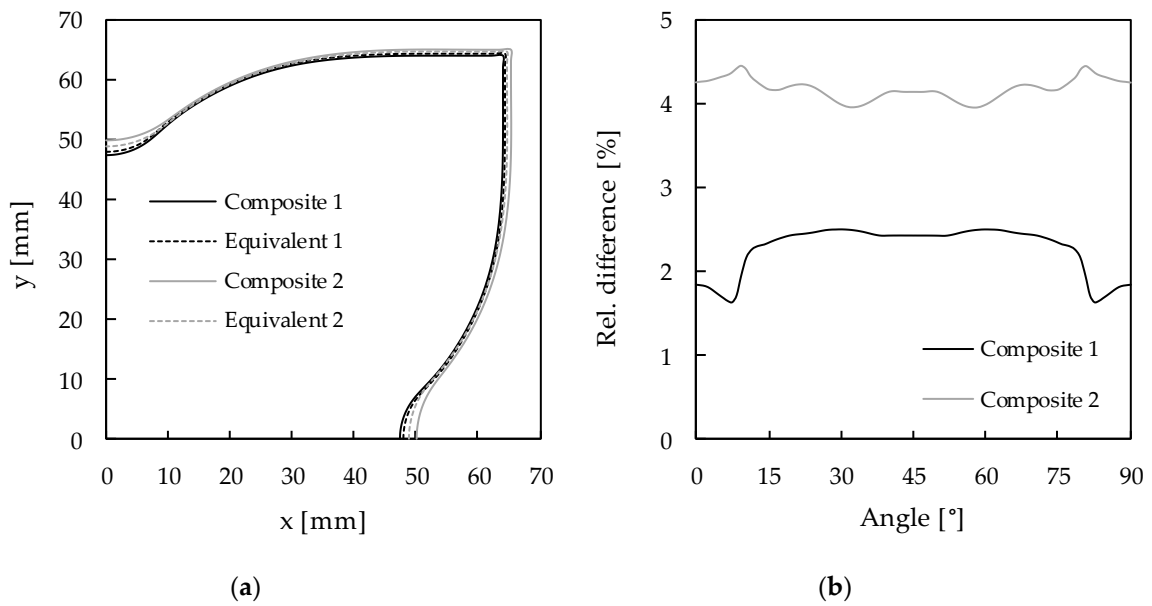 70
60
50
40
30
20
10
0
y [mm]
Composite 1
Equivalent 1
Composite 2
Equivalent 2
0 10 20 30 40 50 60 70
x [mm]
(a)
5
4
3
2
1
0
Rel. difference [%]
Composite 1
Composite 2
0 15 30 45 60 75 90
Angle [°]
(b)